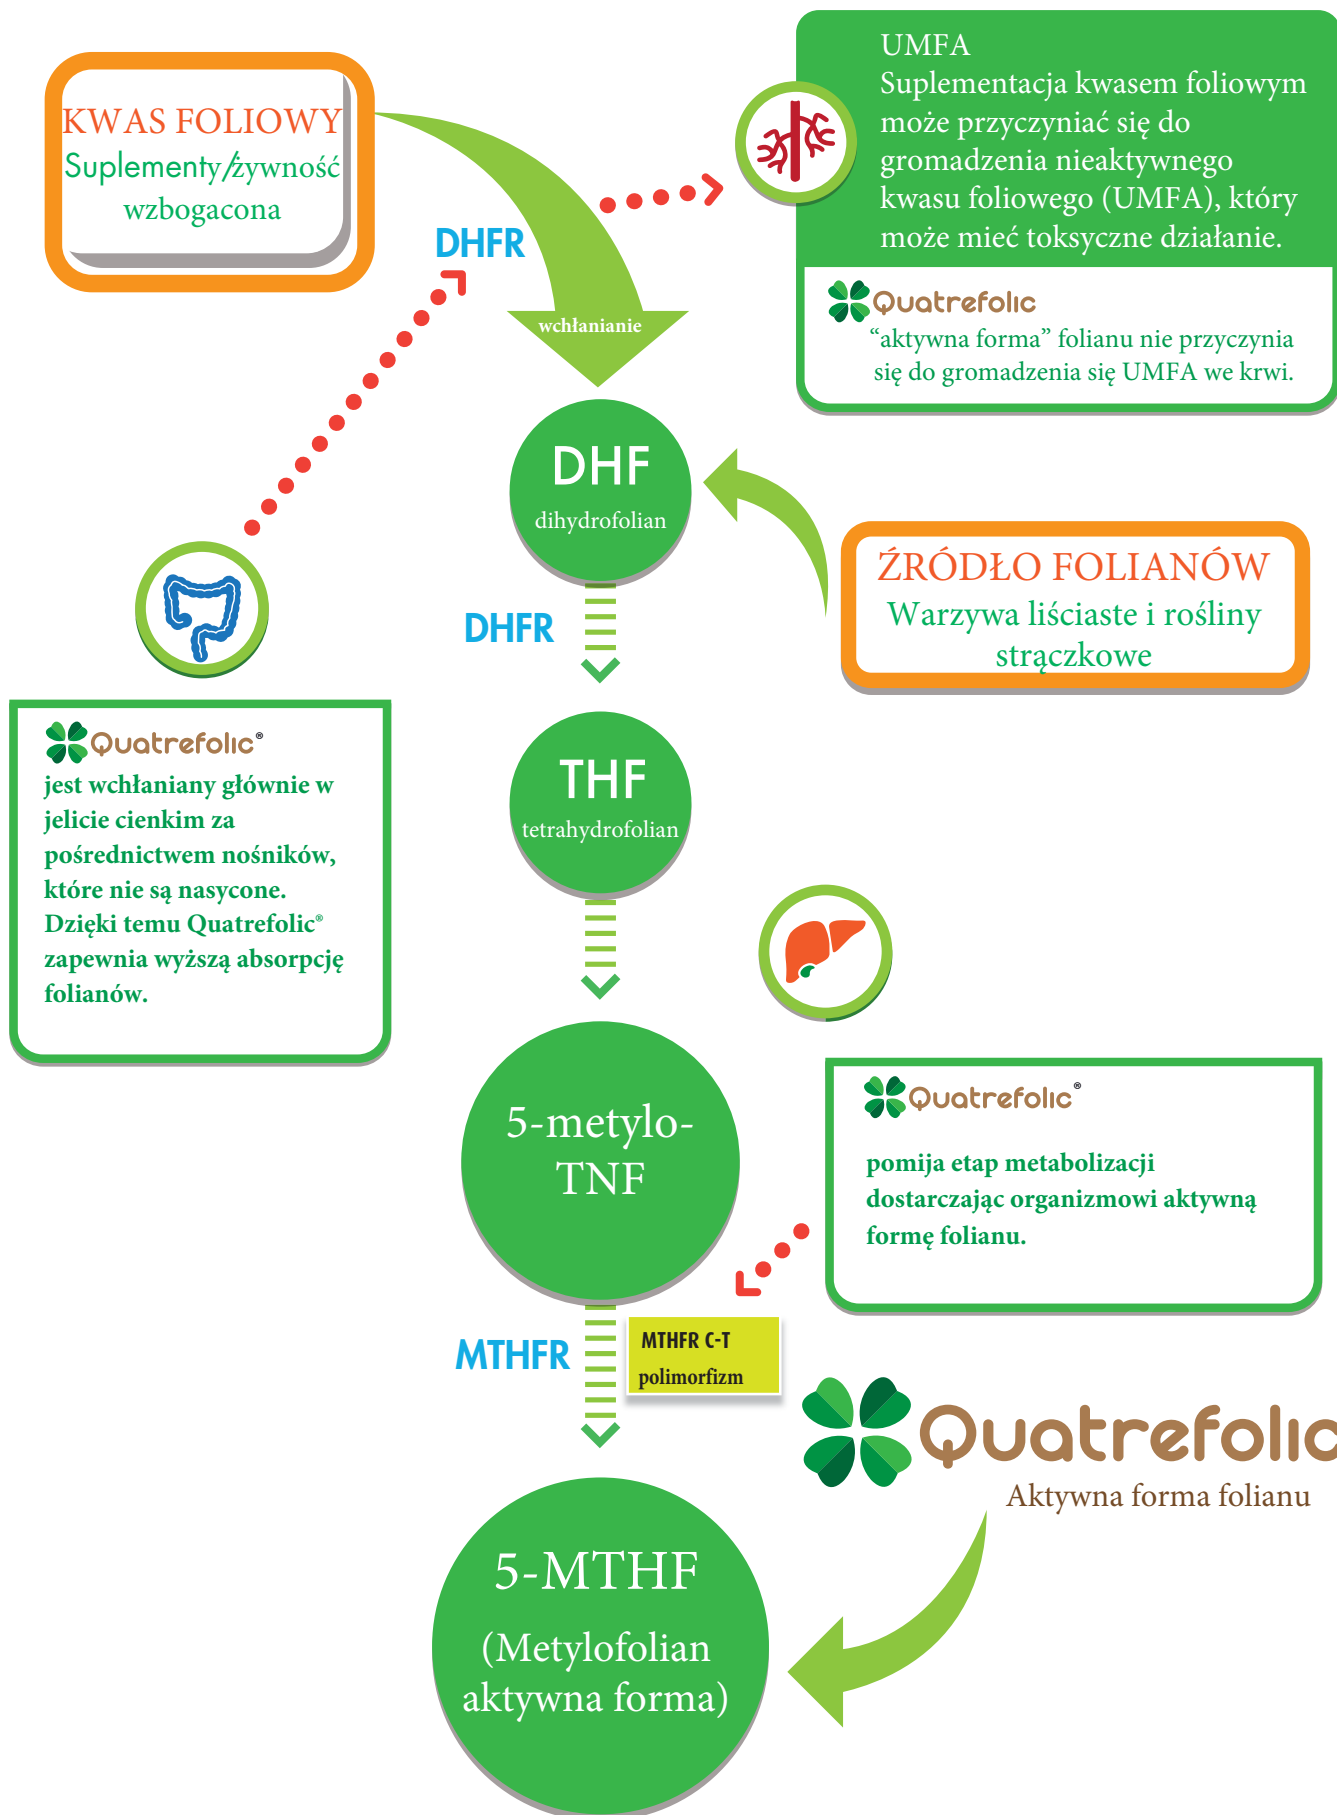 KWAS FOLIOWY
Suplementy/żywność
wzbogacona
UMFA
Suplementacja kwasem foliowym
może przyczyniać się do
gromadzenia nieaktywnego
kwasu foliowego (UMFA), który
może mieć toksyczne działanie.
Quatrefolic
“aktywna forma” folianu nie przyczynia
się do gromadzenia się UMFA we krwi.
DHFR
wchłanianie
DHF
dihydrofolian
ŹRÓDŁO FOLIANÓW
Warzywa liściaste i rośliny
strączkowe
DHFR
Quatrefolic®
jest wchłaniany głównie w
jelicie cienkim za
pośrednictwem nośników,
które nie są nasycone.
Dzięki temu Quatrefolic®
zapewnia wyższą absorpcję
folianów.
THF
tetrahydrofolian
5-metylo-
TNF
Quatrefolic®
pomija etap metabolizacji
dostarczając organizmowi aktywną
formę folianu.
MTHFR
MTHFR C-T
polimorfizm
Quatrefolic
Aktywna forma folianu
5-MTHF
(Metylofolian
aktywna forma)